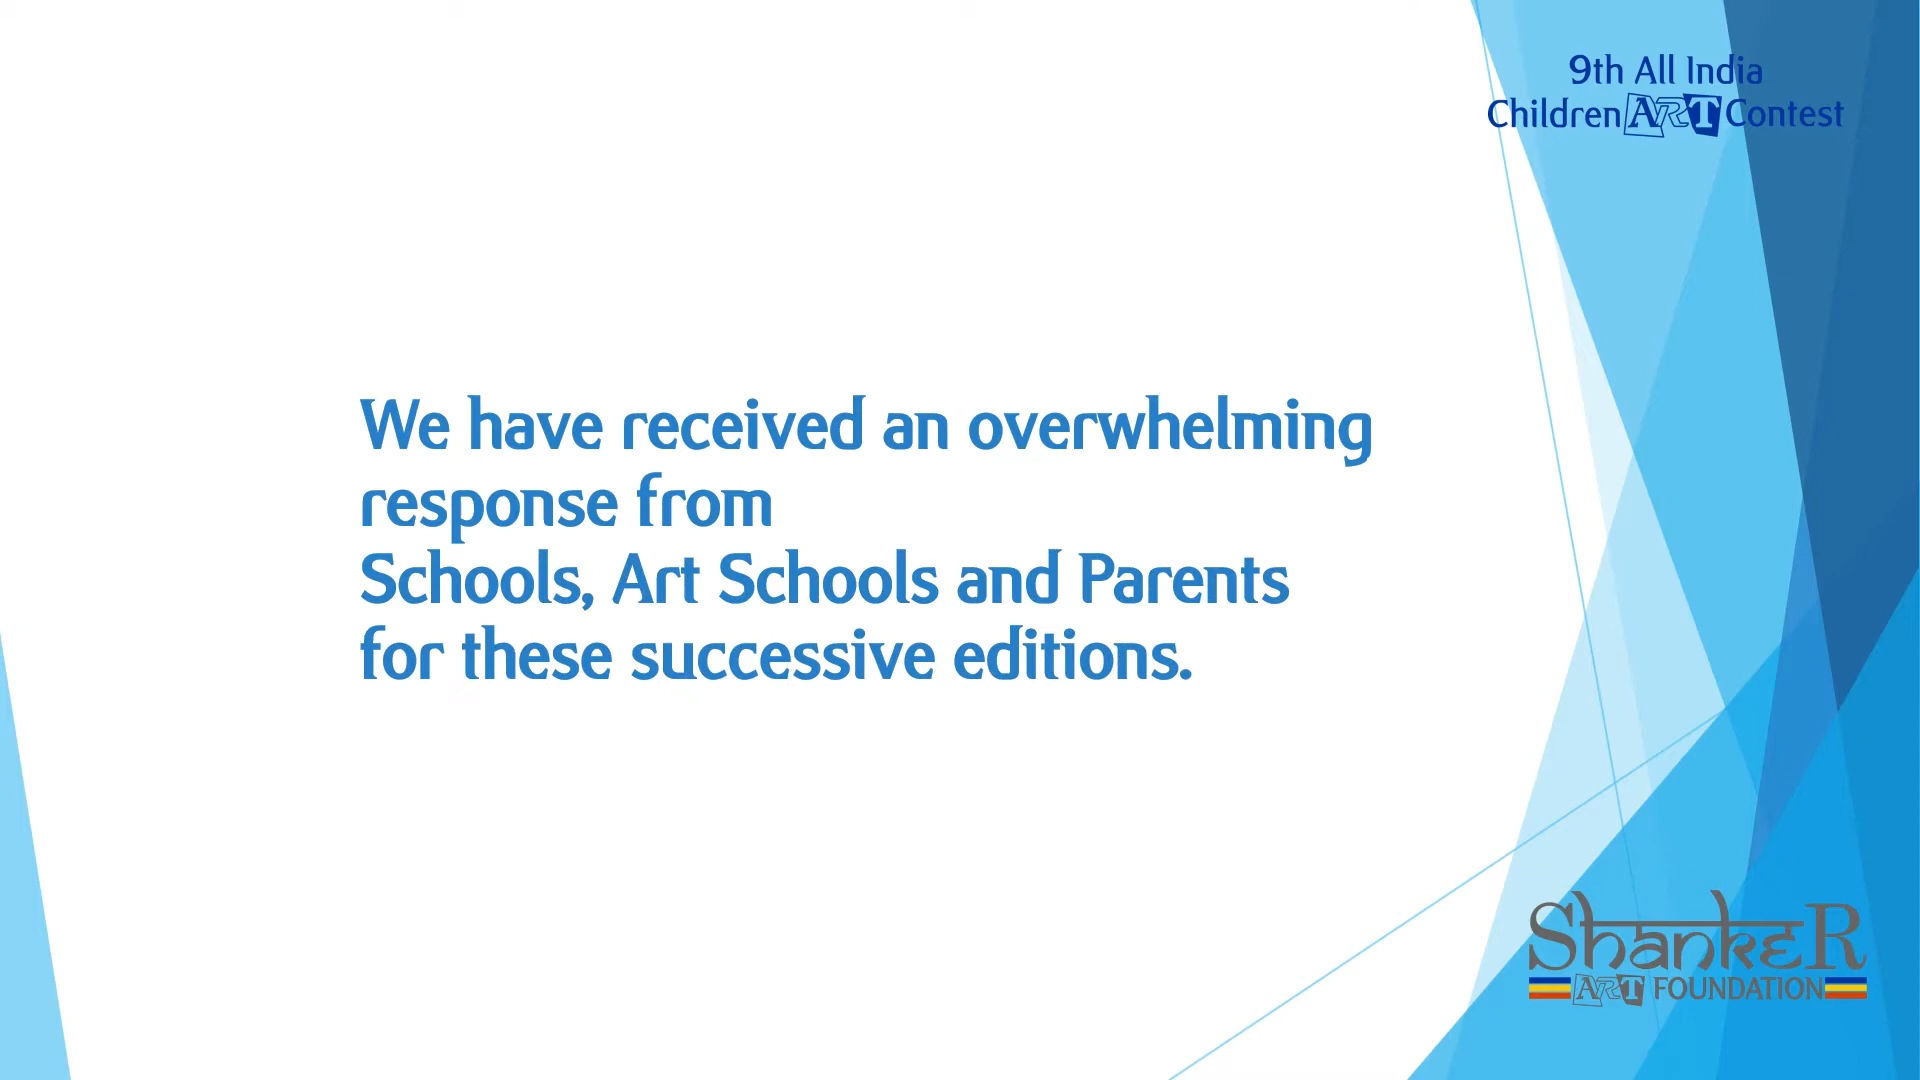 9th All India
Children ART Contest
We have received an overwhelming
response from
Schools, Art Schools and Parents
for these successive editions.
ShankeR
ART FOUNDATION